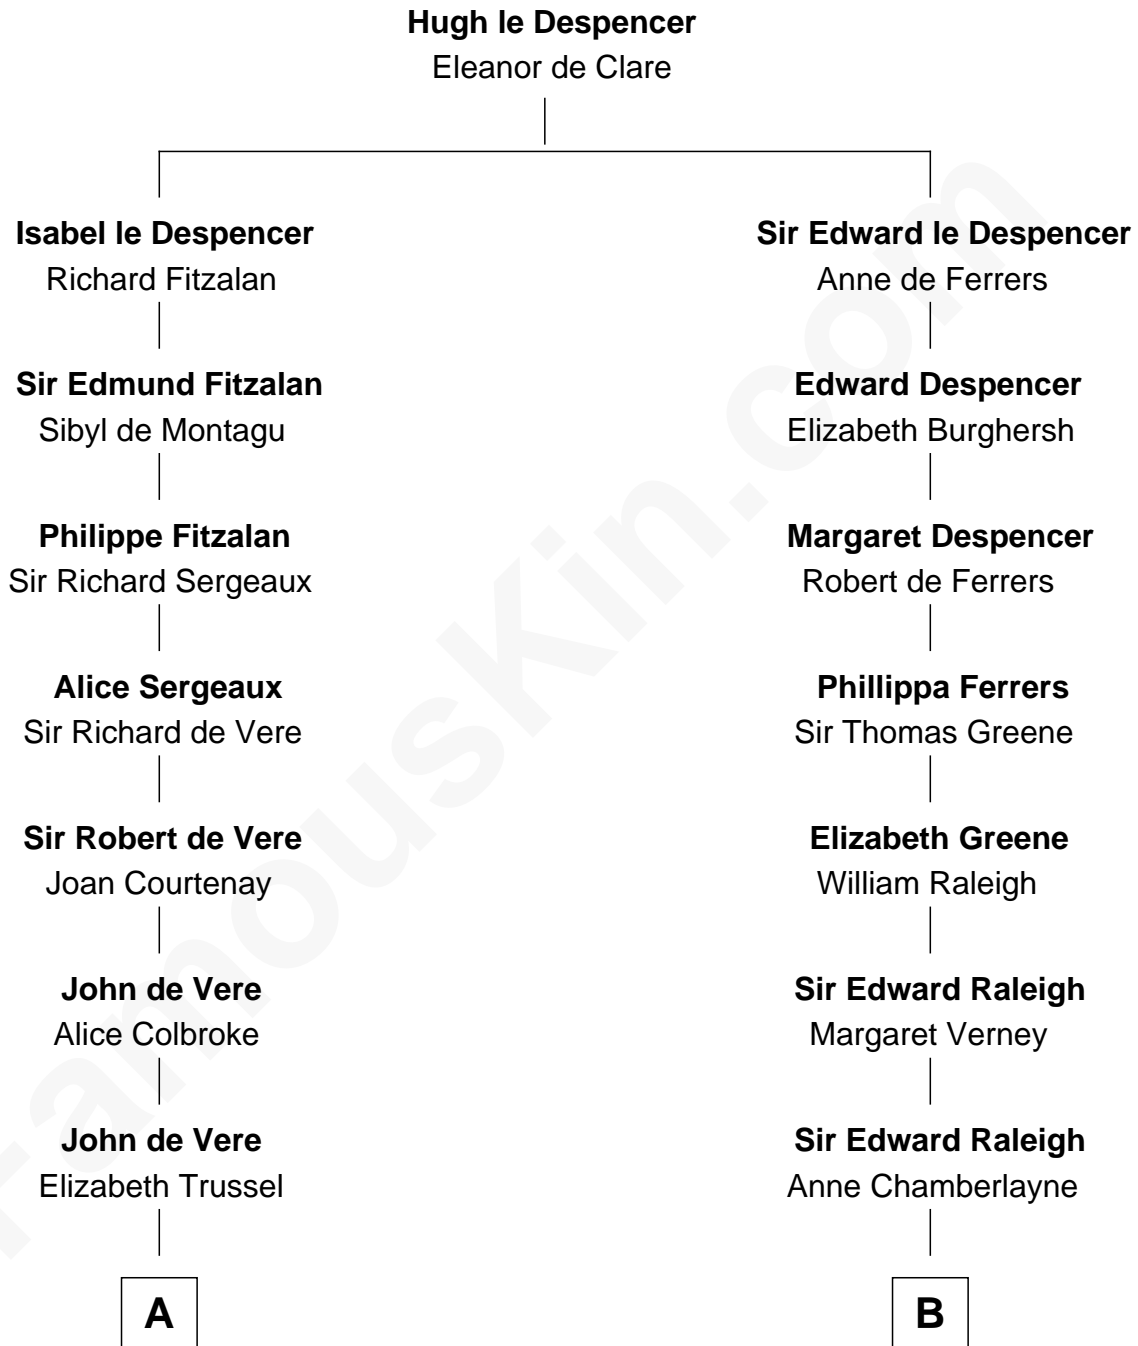 Hugh le Despencer
Eleanor de Clare
Isabel le Despencer
Richard Fitzalan
Sir Edward le Despencer
Anne de Ferrers
Sir Edmund Fitzalan
Sibyl de Montagu
Edward Despencer
Elizabeth Burghersh
Philippe Fitzalan
Sir Richard Sergeaux
Margaret Despencer
Robert de Ferrers
Alice Sergeaux
Sir Richard de Vere
Phillippa Ferrers
Sir Thomas Greene
Sir Robert de Vere
Joan Courtenay
Elizabeth Greene
William Raleigh
John de Vere
Alice Colbroke
Sir Edward Raleigh
Margaret Verney
John de Vere
Elizabeth Trussel
Sir Edward Raleigh
Anne Chamberlayne
A
B
FamousKin.com